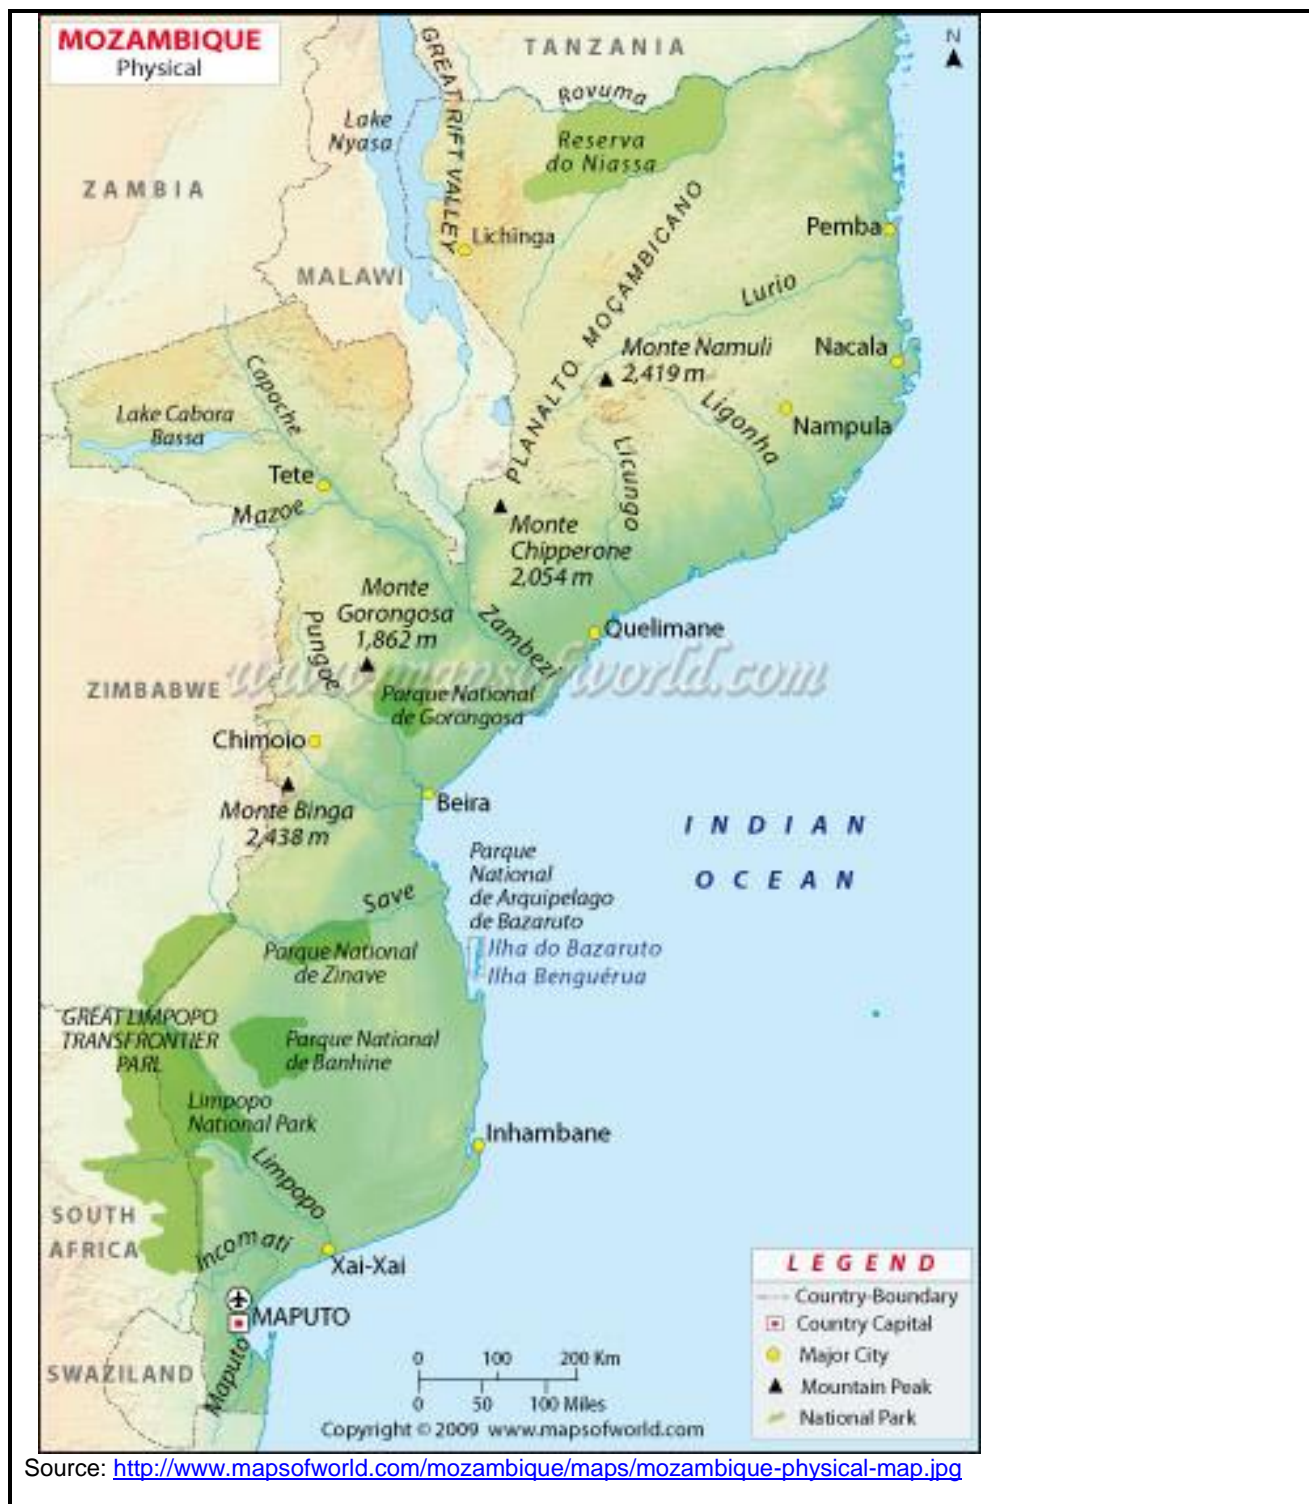 MOZAMBIQUE
Physical
N
TANZANIA
GREAT RIFT VALLEY
Rovuma
Lake
Nyasa
Reserva
do Niassa
ZAMBIA
PLANALTO MOÇAMBICANO
Pemba
Lichinga
MALAWI
Lurio
Monte Namuli
2,419 m
Nacala
Capoche
Ligonha
Lake Cabora
Bassa
Nampula
Licungo
Tete
Mazoe
Monte
Chipperone
2,054 m
Monte
Gorongosa
1,862 m
Pungoe
Zambezi
Quelimane
www.mapsofworld.com
ZIMBABWE
Parque National
de Gorongosa
Chimoio
Monte Binga
2,438 m
Beira
INDIAN
OCEAN
Parque
National
de Arquipelago
de Bazaruto
Save
Ilha do Bazaruto
Ilha Benguérua
Parque National
de Zinave
GREAT LIMPOPO
TRANSFRONTIER
PARL
Parque National
de Banhine
Limpopo
National Park
Inhambane
Limpopo
SOUTH
AFRICA
Incomati
Xai-Xai
MAPUTO
Maputo
SWAZILAND
LEGEND
Country-Boundary
Country Capital
Major City
Mountain Peak
National Park
0 100 200 Km
0 50 100 Miles
Copyright © 2009 www.mapsofworld.com
Source: http://www.mapsofworld.com/mozambique/maps/mozambique-physical-map.jpg